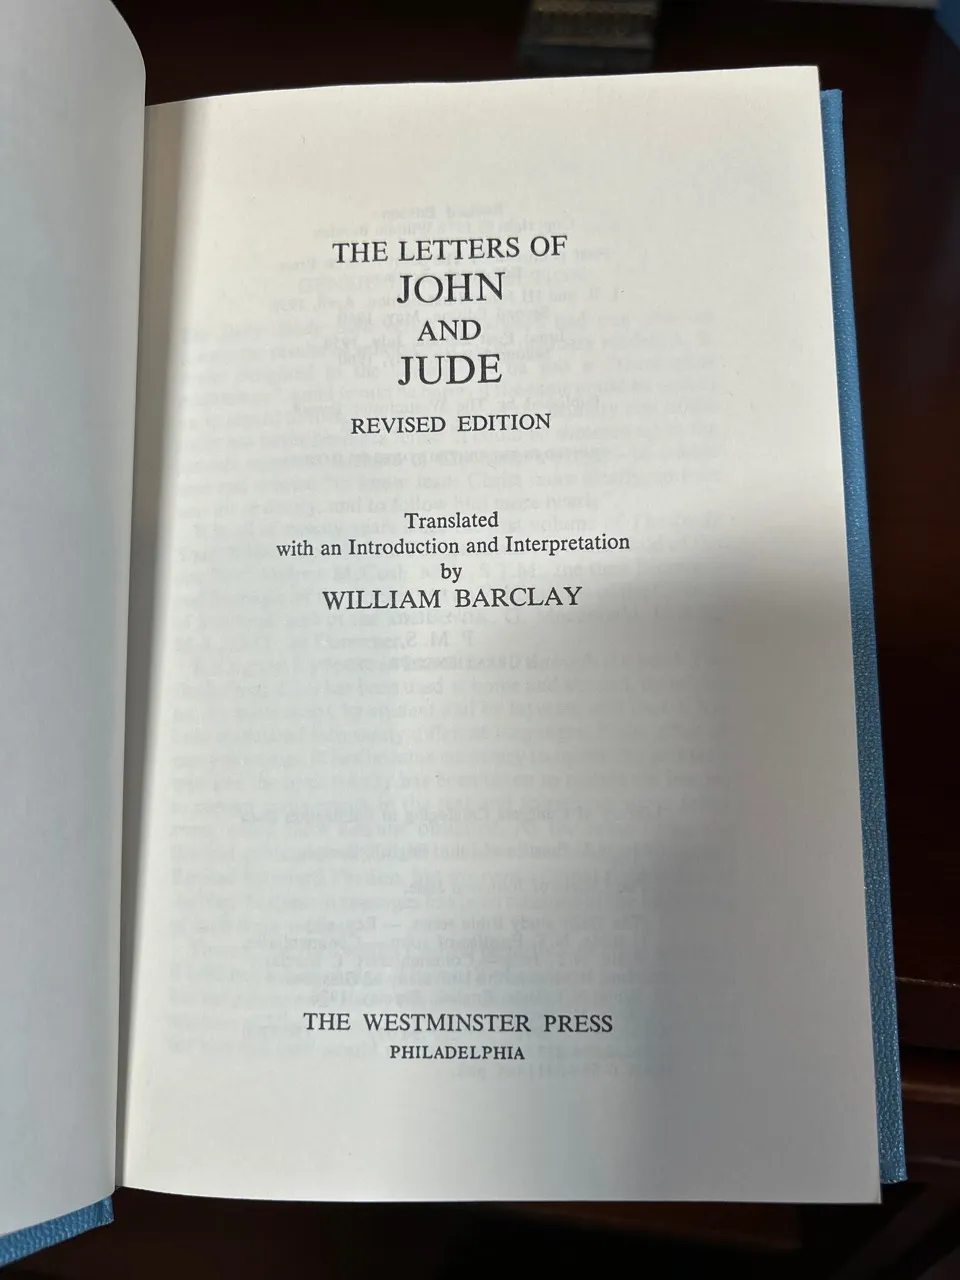 THE LETTERS OF
JOHN
AND
JUDE
REVISED EDITION
Translated
with an Introduction and Interpretation
by
WILLIAM BARCLAY
THE WESTMINSTER PRESS
PHILADELPHIA